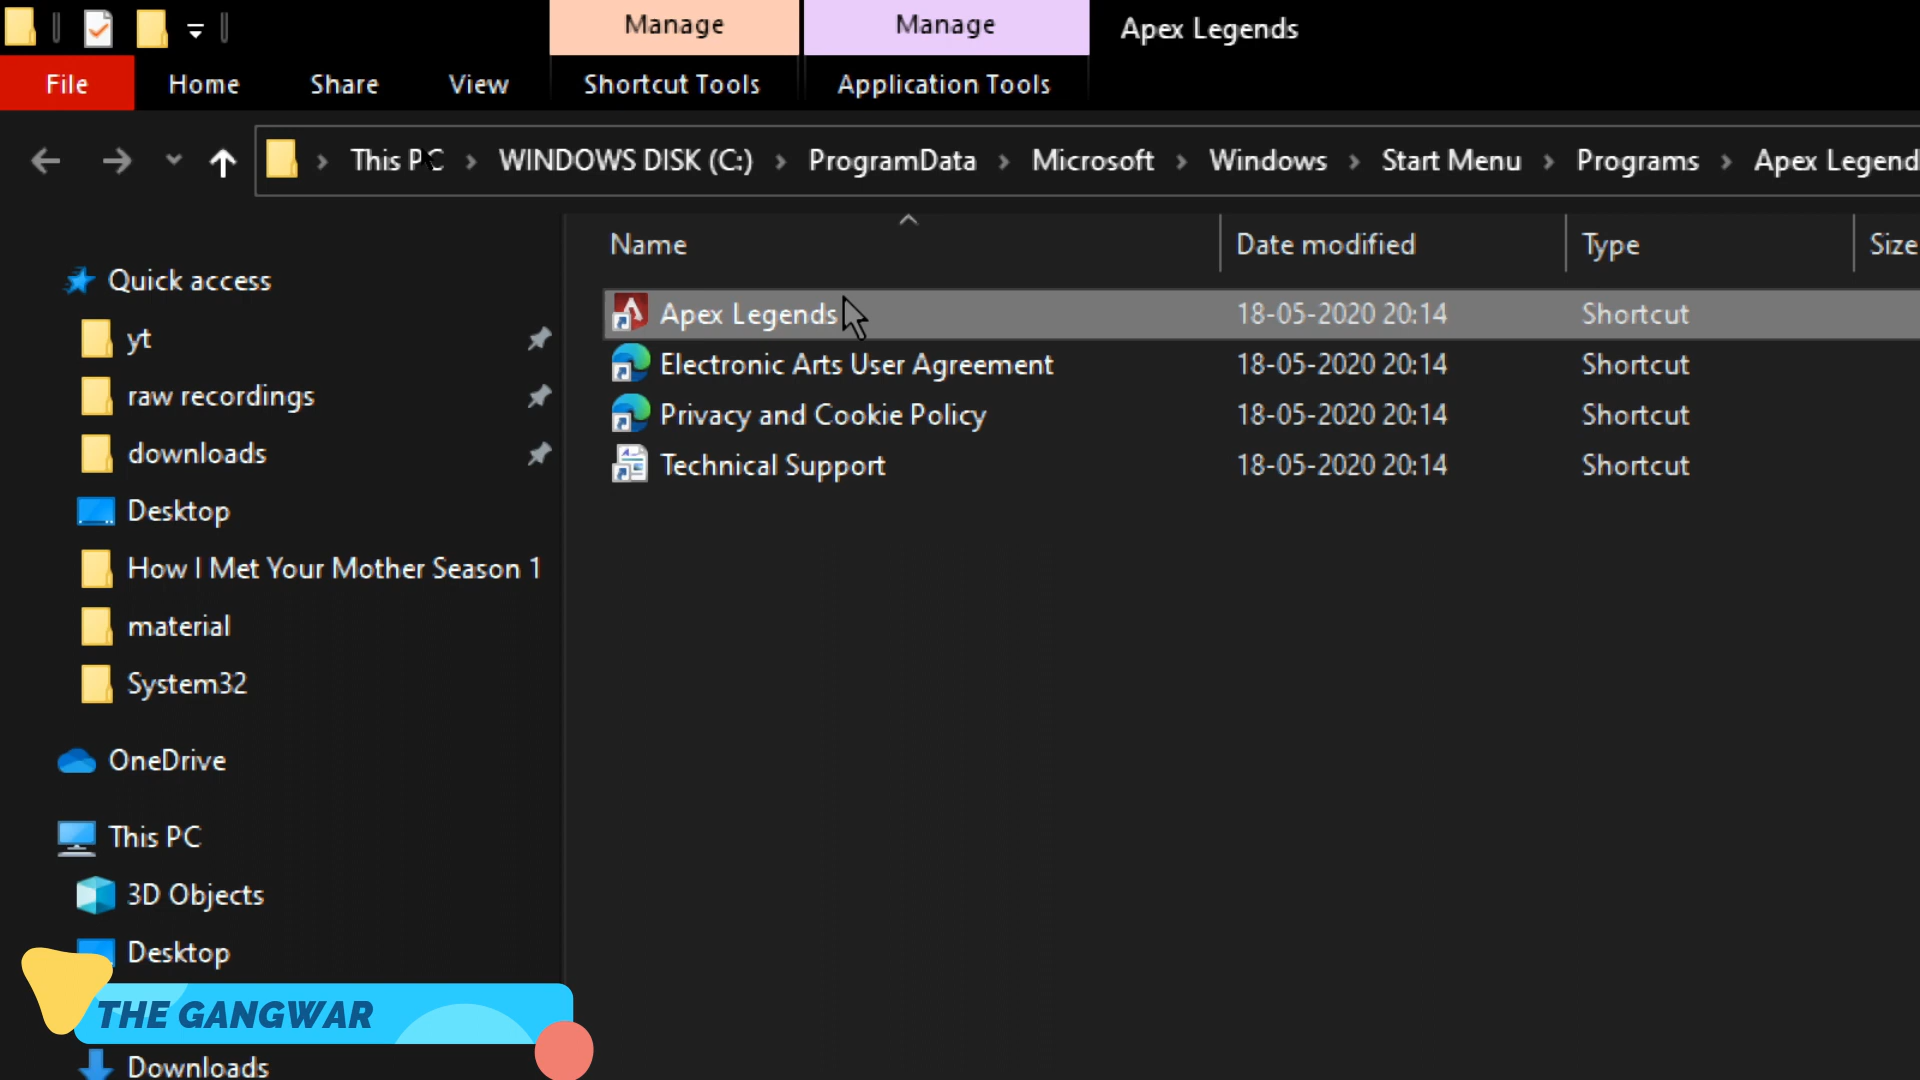 Manage
Manage
Apex Legends
File
Home
Share
View
Shortcut Tools
Application Tools
This PC
WINDOWS DISK (C:)
ProgramData
Microsoft
Windows
Start Menu
Programs
Apex Legend
Name
Date modified
Type
Size
Quick access
yt
raw recordings
downloads
Desktop
How I Met Your Mother Season 1
material
System32
OneDrive
This PC
3D Objects
Desktop
Downloads
Apex Legends 18-05-2020 20:14 Shortcut
Electronic Arts User Agreement 18-05-2020 20:14 Shortcut
Privacy and Cookie Policy 18-05-2020 20:14 Shortcut
Technical Support 18-05-2020 20:14 Shortcut
THE GANGWAR